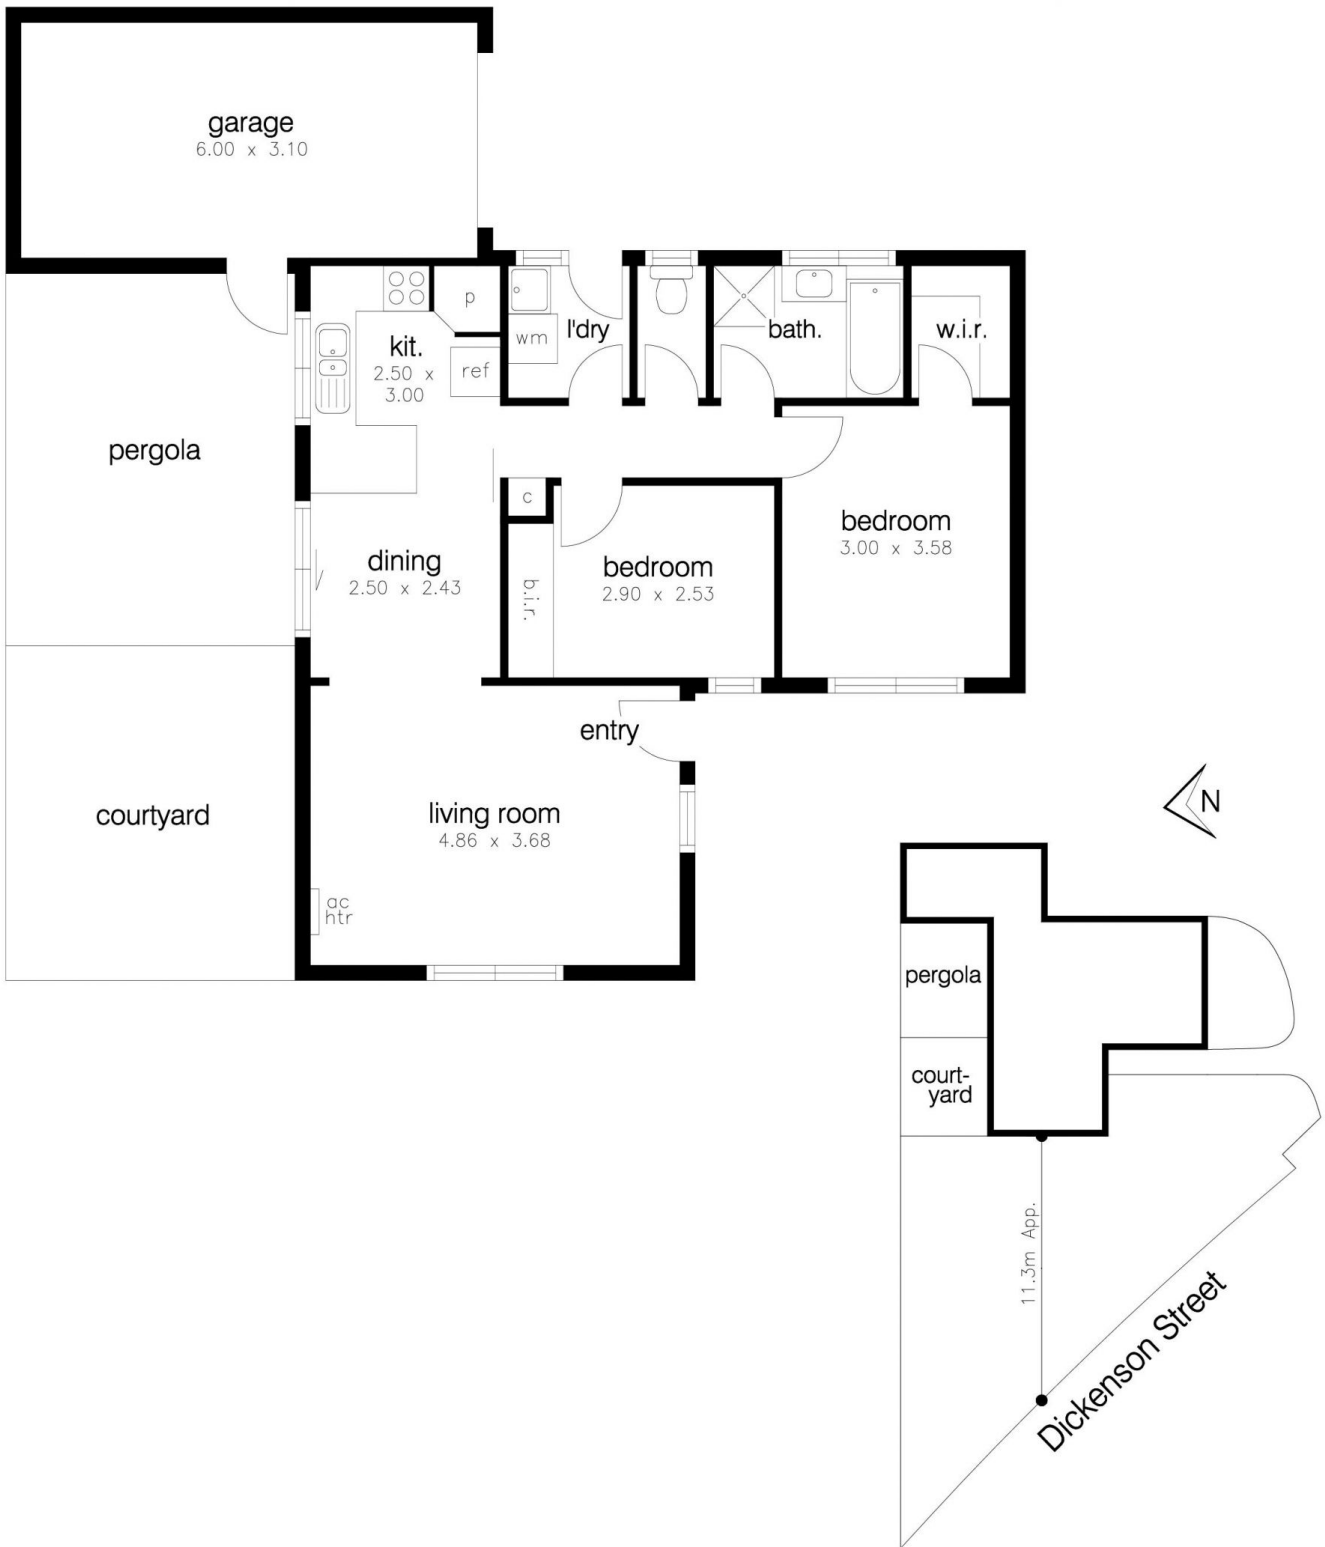 garage
6.00 x 3.10
p
l'dry
bath.
w.i.r.
wm
kit.
2.50 x
3.00
ref
pergola
c
bedroom
3.00 x 3.58
dining
2.50 x 2.43
b.i.r.
bedroom
2.90 x 2.53
entry
courtyard
living room
4.86 x 3.68
ac
htr
N
pergola
court-
yard
11.3m App.
Dickenson Street